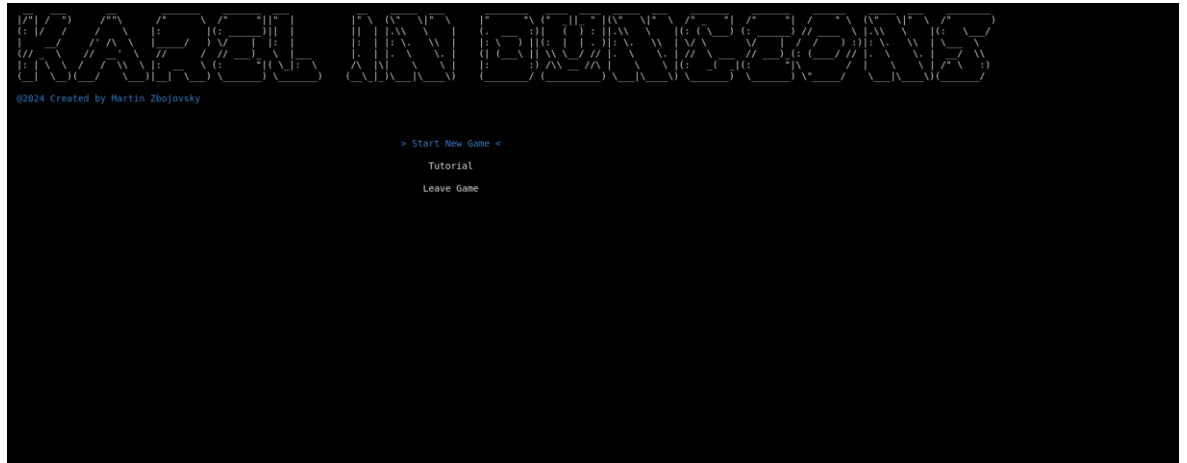 KAREL IN DUNGEONS
@2024 Created by Martin Zbojovsky
> Start New Game <
Tutorial
Leave Game